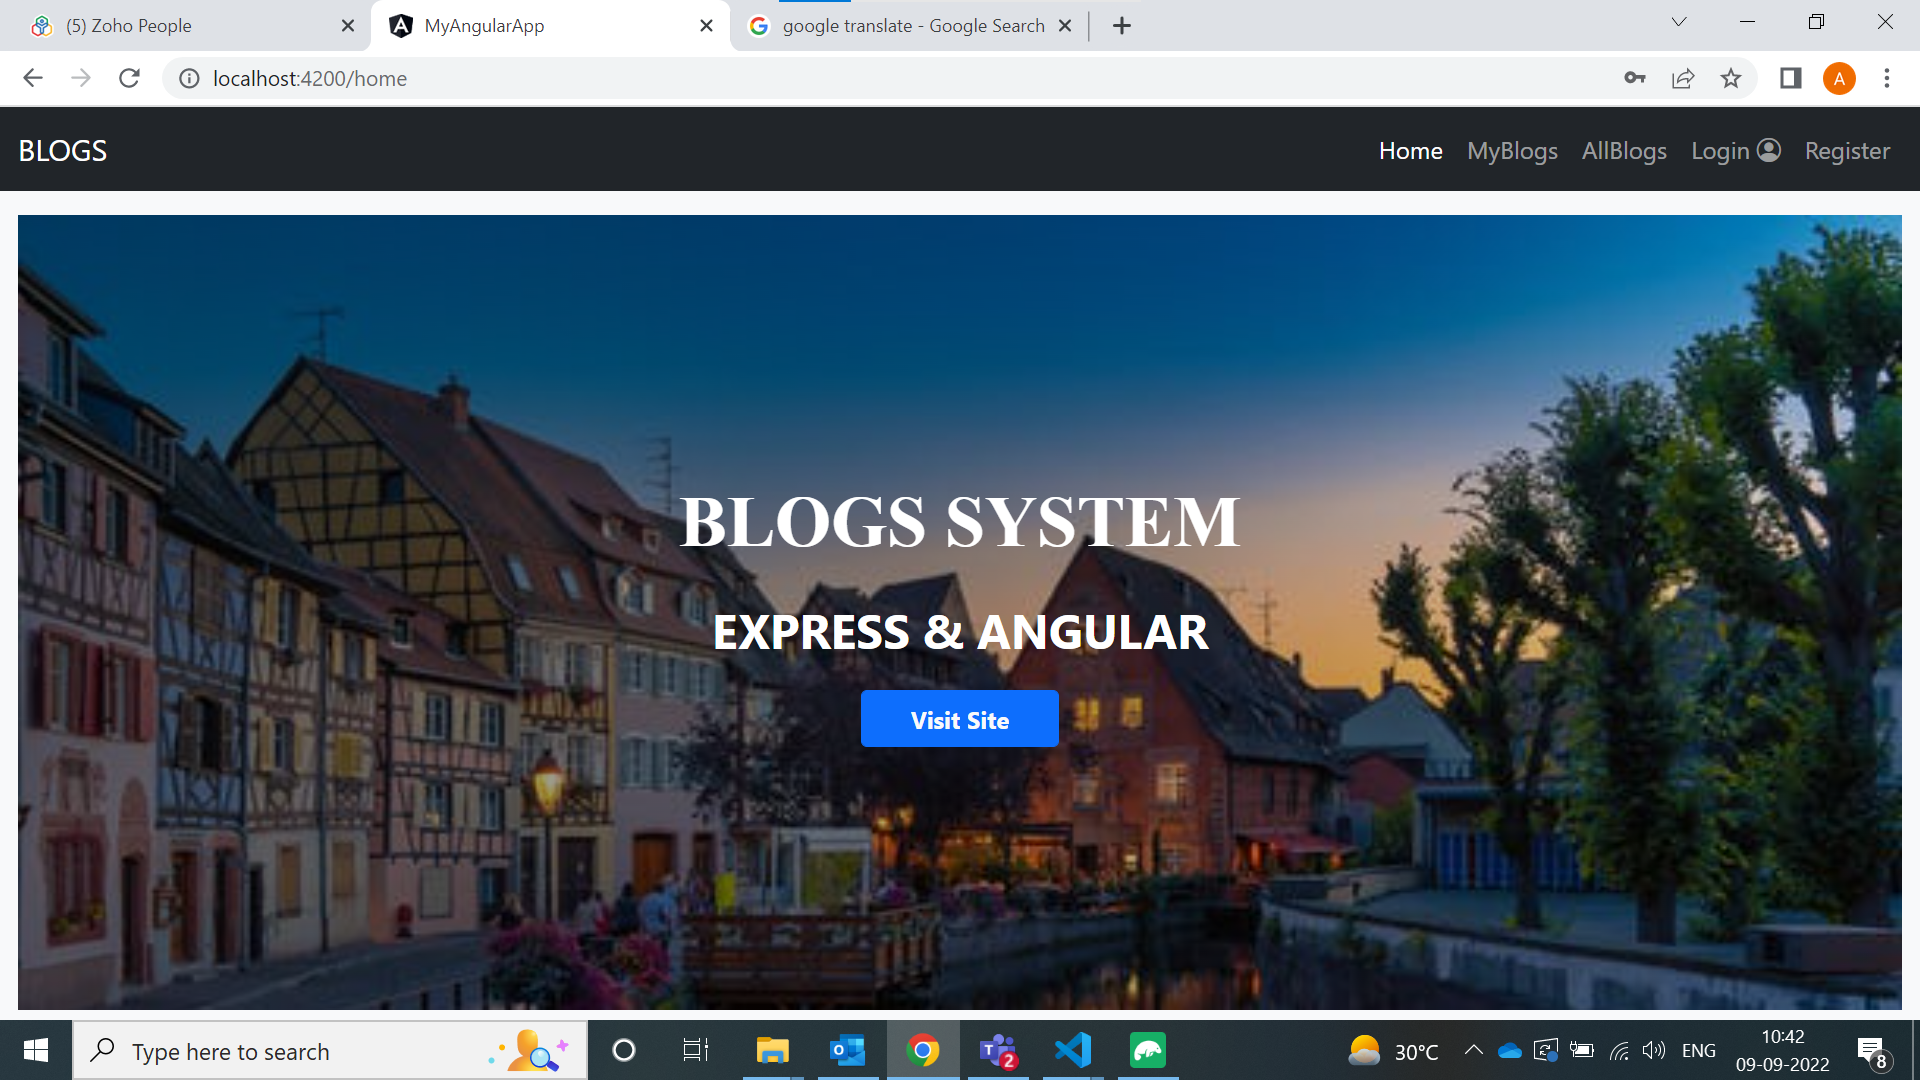 (5) Zoho People
MyAngularApp
google translate - Google Search
localhost:4200/home
A
BLOGS
Home
MyBlogs
AllBlogs
Login
Register
BLOGS SYSTEM
EXPRESS & ANGULAR
Visit Site
Type here to search
2
30°C
ENG
10:42
09-09-2022
8